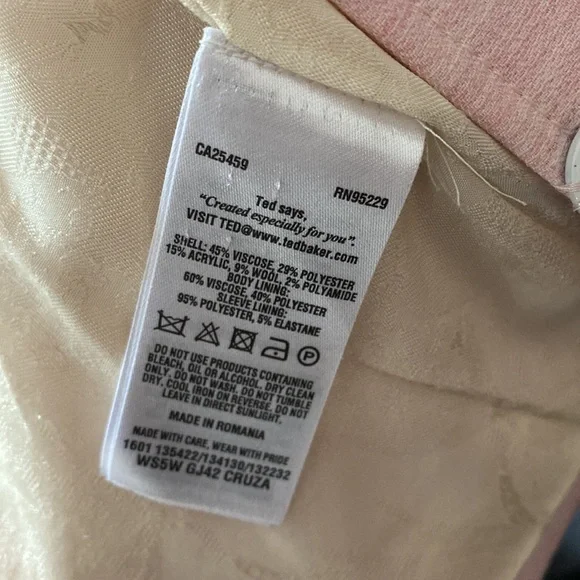 CA25459
RN95229
Ted says,
"Created especially for you".
VISIT TED@www.tedbaker.com
SHELL: 45% VISCOSE, 29% POLYESTER
15% ACRYLIC, 9% WOOL, 2% POLYAMIDE
BODY LINING:
60% VISCOSE, 40% POLYESTER
SLEEVE LINING:
95% POLYESTER, 5% ELASTANE
P
DO NOT USE PRODUCTS CONTAINING
BLEACH, OIL OR ALCOHOL. DRY CLEAN
ONLY. DO NOT WASH. DO NOT TUMBLE
DRY. COOL IRON ON REVERSE. DO NOT
LEAVE IN DIRECT SUNLIGHT.
MADE IN ROMANIA
MADE WITH CARE, WEAR WITH PRIDE
1601 135422/134130/132232
WS5W GJ42 CRUZA